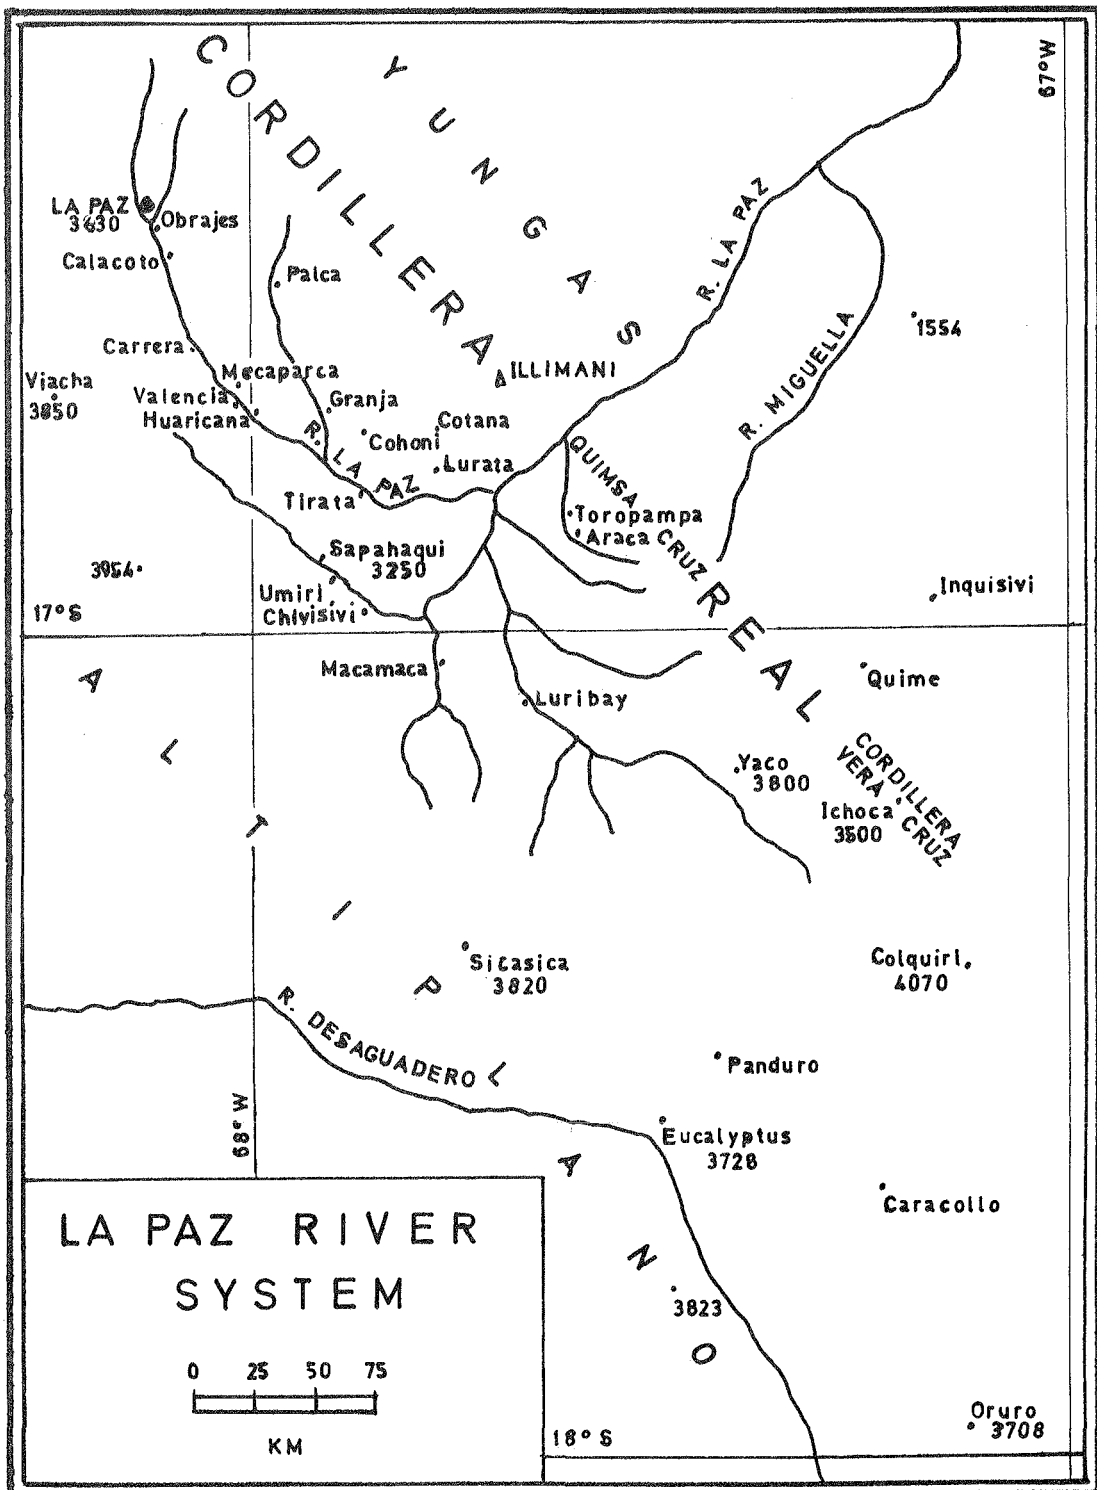 CORDILLERA
YUNGAS
67°W
LA PAZ
3630
Obrajes
Calacoto
Palca
R. LA PAZ
1554
Carrera
R. MIGUELLA
ILLIMANI
Mecaparca
Viacha
3850
Valencia
Huaricana
Granja
Cotana
Cohoni
Lurata
R. LA PAZ
QUIMSA CRUZ
Tirata
Toropampa
Araca
Sapahaqui
3250
3954
Umiri
Chivisivi
REAL
Inquisivi
17°S
Macamaca
Quime
Luribay
ALTIPLANO
Yaco
3800
CORDILLERA
VERA CRUZ
Ichoca
3500
Sicasica
3820
Colquiri
4070
R. DESAGUADERO
Panduro
68°W
Eucalyptus
3728
Caracollo
LA PAZ RIVER
SYSTEM
3823
0 25 50 75
KM
Oruro
3708
18°S